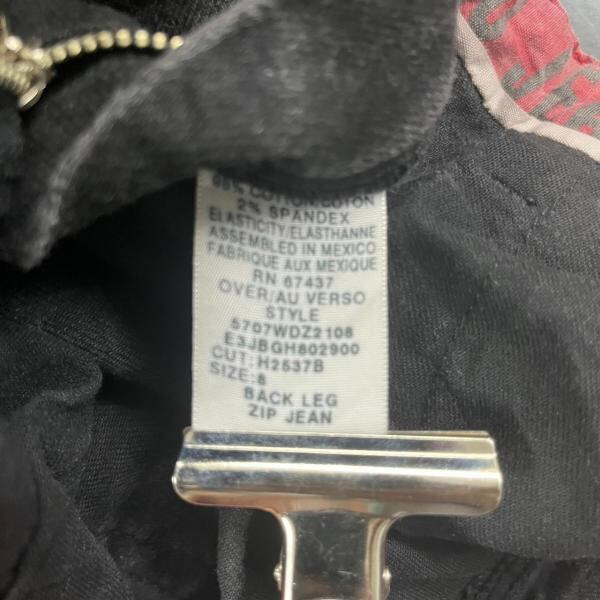 98% COTTON/COTON
2% SPANDEX
ELASTICITY/ELASTHANNE
ASSEMBLED IN MEXICO
FABRIQUE AUX MEXIQUE
RN 67437
OVER/AU VERSO
STYLE
5707WDZ2108
E3JBGH802900
CUT: H2537B
SIZE: 8
BACK LEG
ZIP JEAN